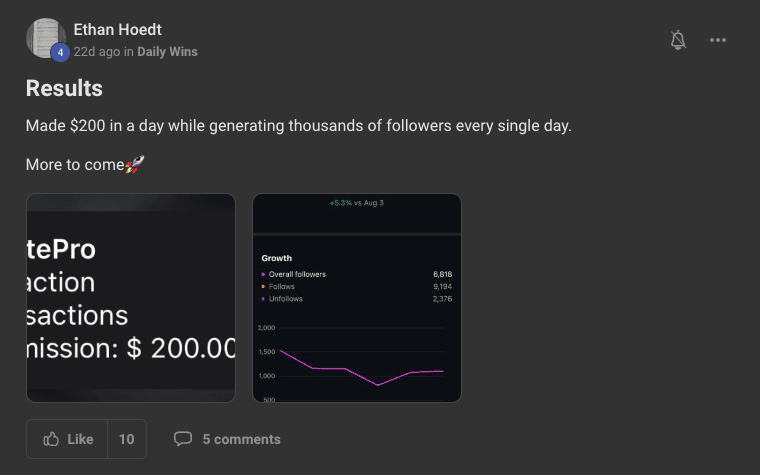 Ethan Hoedt
4
22d ago in Daily Wins
Results
Made $200 in a day while generating thousands of followers every single day.
More to come🚀
tePro
action
sactions
mission: $ 200.00
+5.3% vs Aug 3
Growth
Overall followers 6,818
Follows 9,194
Unfollows 2,376
2,000
1,500
1,000
500
Like 10
5 comments